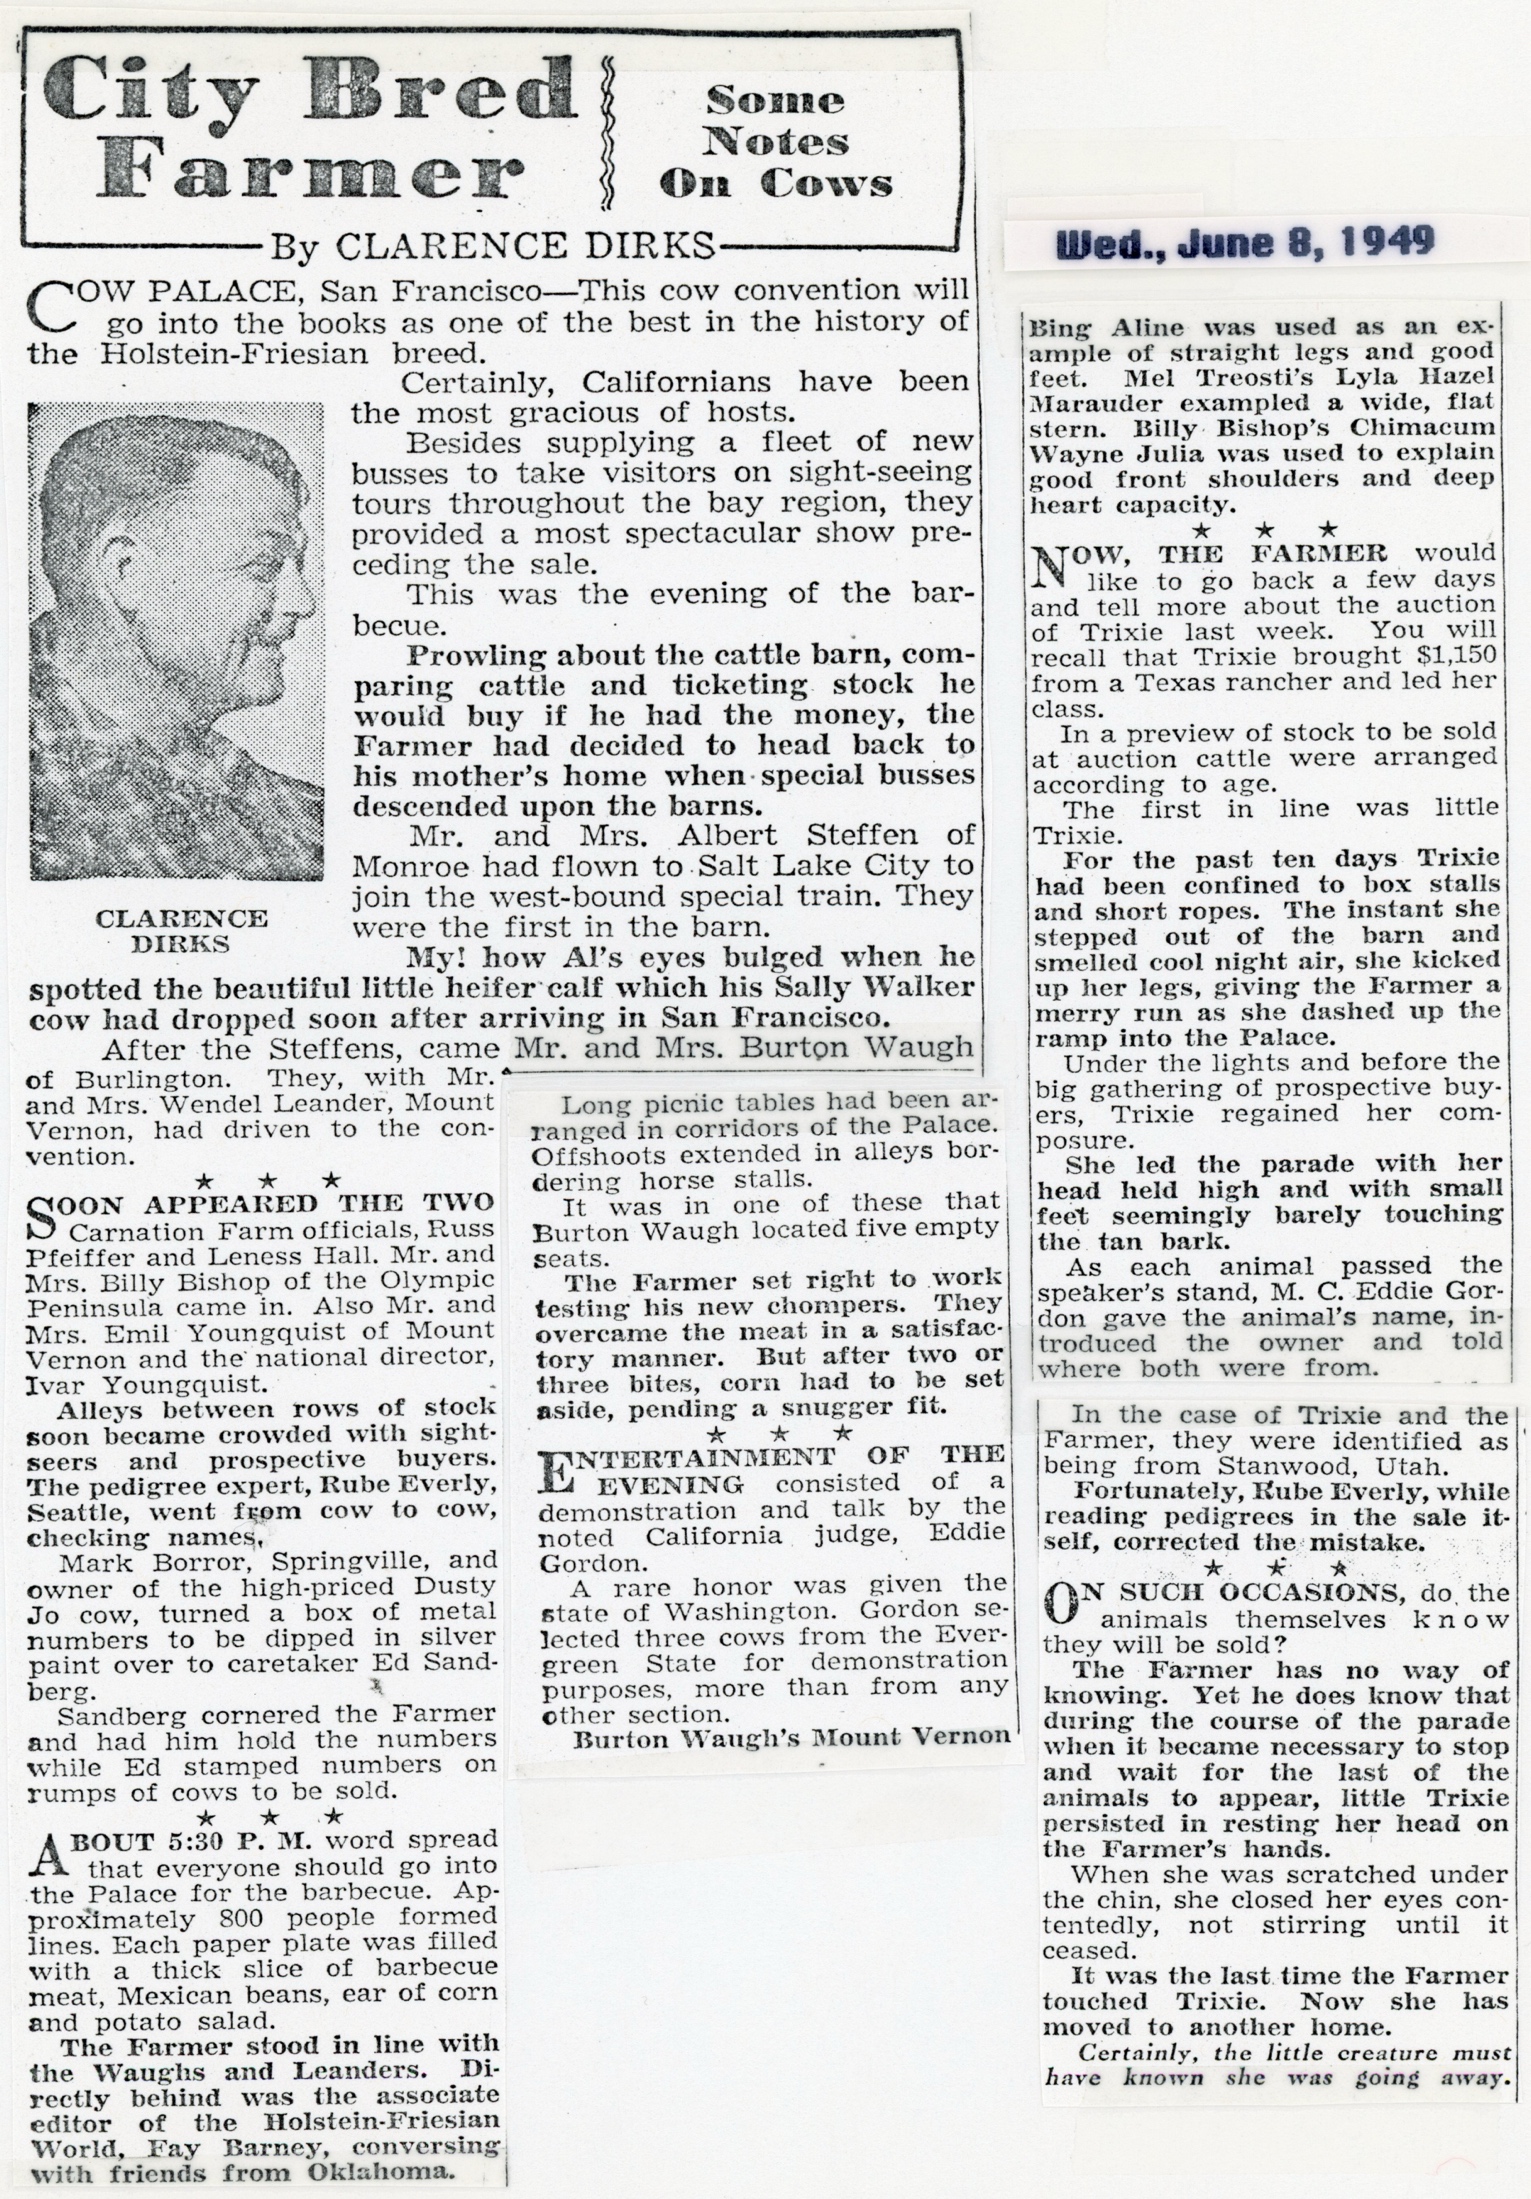 City Bred
Farmer
Some
Notes
On Cows
By CLARENCE DIRKS
COW PALACE, San Francisco—This cow convention will
go into the books as one of the best in the history of
the Holstein-Friesian breed.
Certainly, Californians have been
the most gracious of hosts.
Besides supplying a fleet of new
busses to take visitors on sight-seeing
tours throughout the bay region, they
provided a most spectacular show pre-
ceding the sale.
This was the evening of the bar-
becue.
Prowling about the cattle barn, com-
paring cattle and ticketing stock he
would buy if he had the money, the
Farmer had decided to head back to
his mother's home when special busses
descended upon the barns.
Mr. and Mrs. Albert Steffen of
Monroe had flown to Salt Lake City to
join the west-bound special train. They
were the first in the barn.
CLARENCE
DIRKS
My! how Al's eyes bulged when he
spotted the beautiful little heifer calf which his Sally Walker
cow had dropped soon after arriving in San Francisco.
After the Steffens, came Mr. and Mrs. Burton Waugh
of Burlington. They, with Mr.
and Mrs. Wendel Leander, Mount
Vernon, had driven to the con-
vention.
★ ★ ★
SOON APPEARED THE TWO
Carnation Farm officials, Russ
Pfeiffer and Leness Hall. Mr. and
Mrs. Billy Bishop of the Olympic
Peninsula came in. Also Mr. and
Mrs. Emil Youngquist of Mount
Vernon and the national director,
Ivar Youngquist.
Alleys between rows of stock
soon became crowded with sight-
seers and prospective buyers.
The pedigree expert, Rube Everly,
Seattle, went from cow to cow,
checking names.
Mark Borror, Springville, and
owner of the high-priced Dusty
Jo cow, turned a box of metal
numbers to be dipped in silver
paint over to caretaker Ed Sand-
berg.
Sandberg cornered the Farmer
and had him hold the numbers
while Ed stamped numbers on
rumps of cows to be sold.
★ ★ ★
ABOUT 5:30 P. M. word spread
that everyone should go into
the Palace for the barbecue. Ap-
proximately 800 people formed
lines. Each paper plate was filled
with a thick slice of barbecue
meat, Mexican beans, ear of corn
and potato salad.
The Farmer stood in line with
the Waughs and Leanders. Di-
rectly behind was the associate
editor of the Holstein-Friesian
World, Fay Barney, conversing
with friends from Oklahoma.
Long picnic tables had been ar-
ranged in corridors of the Palace.
Offshoots extended in alleys bor-
dering horse stalls.
It was in one of these that
Burton Waugh located five empty
seats.
The Farmer set right to work
testing his new chompers. They
overcame the meat in a satisfac-
tory manner. But after two or
three bites, corn had to be set
aside, pending a snugger fit.
★ ★ ★
ENTERTAINMENT OF THE
EVENING consisted of a
demonstration and talk by the
noted California judge, Eddie
Gordon.
A rare honor was given the
state of Washington. Gordon se-
lected three cows from the Ever-
green State for demonstration
purposes, more than from any
other section.
Burton Waugh's Mount Vernon
Wed., June 8, 1949
Bing Aline was used as an ex-
ample of straight legs and good
feet. Mel Treosti's Lyla Hazel
Marauder exampled a wide, flat
stern. Billy Bishop's Chimacum
Wayne Julia was used to explain
good front shoulders and deep
heart capacity.
★ ★ ★
NOW, THE FARMER would
like to go back a few days
and tell more about the auction
of Trixie last week. You will
recall that Trixie brought $1,150
from a Texas rancher and led her
class.
In a preview of stock to be sold
at auction cattle were arranged
according to age.
The first in line was little
Trixie.
For the past ten days Trixie
had been confined to box stalls
and short ropes. The instant she
stepped out of the barn and
smelled cool night air, she kicked
up her legs, giving the Farmer a
merry run as she dashed up the
ramp into the Palace.
Under the lights and before the
big gathering of prospective buy-
ers, Trixie regained her com-
posure.
She led the parade with her
head held high and with small
feet seemingly barely touching
the tan bark.
As each animal passed the
speaker's stand, M. C. Eddie Gor-
don gave the animal's name, in-
troduced the owner and told
where both were from.
In the case of Trixie and the
Farmer, they were identified as
being from Stanwood, Utah.
Fortunately, Rube Everly, while
reading pedigrees in the sale it-
self, corrected the mistake.
★ ★ ★
ON SUCH OCCASIONS, do the
animals themselves know
they will be sold?
The Farmer has no way of
knowing. Yet he does know that
during the course of the parade
when it became necessary to stop
and wait for the last of the
animals to appear, little Trixie
persisted in resting her head on
the Farmer's hands.
When she was scratched under
the chin, she closed her eyes con-
tentedly, not stirring until it
ceased.
It was the last time the Farmer
touched Trixie. Now she has
moved to another home.
Certainly, the little creature must
have known she was going away.